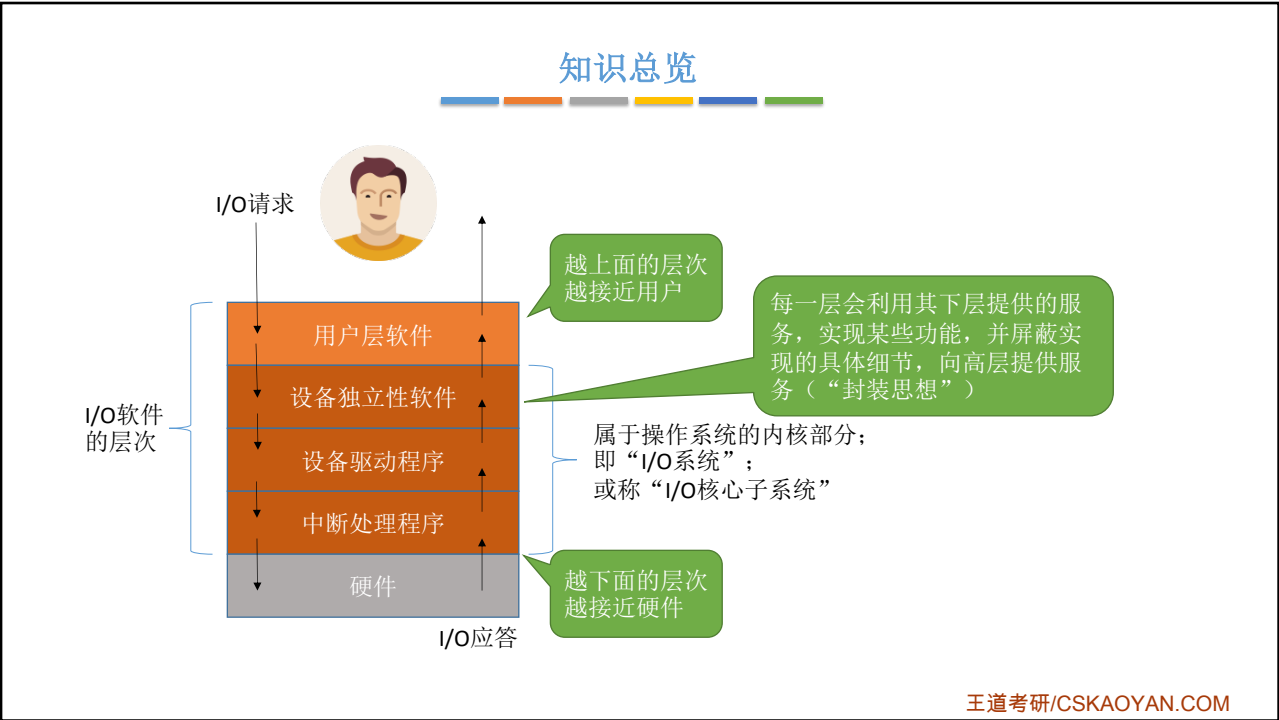 知识总览
I/O请求
越上面的层次
越接近用户
每一层会利用其下层提供的服
务，实现某些功能，并屏蔽实
现的具体细节，向高层提供服
务（“封装思想”）
用户层软件
设备独立性软件
I/O软件
的层次
设备驱动程序
属于操作系统的内核部分；
即“I/O系统”；
或称“I/O核心子系统”
中断处理程序
硬件
越下面的层次
越接近硬件
I/O应答
王道考研/CSKAOYAN.COM